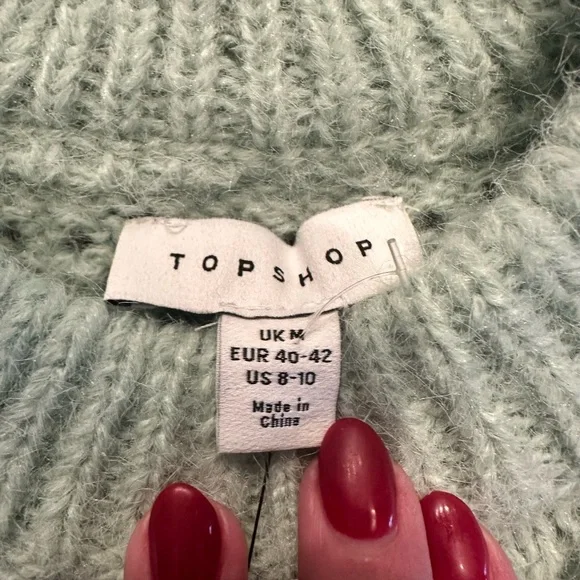 TOPSHOP
UK M
EUR 40-42
US 8-10
Made in
China